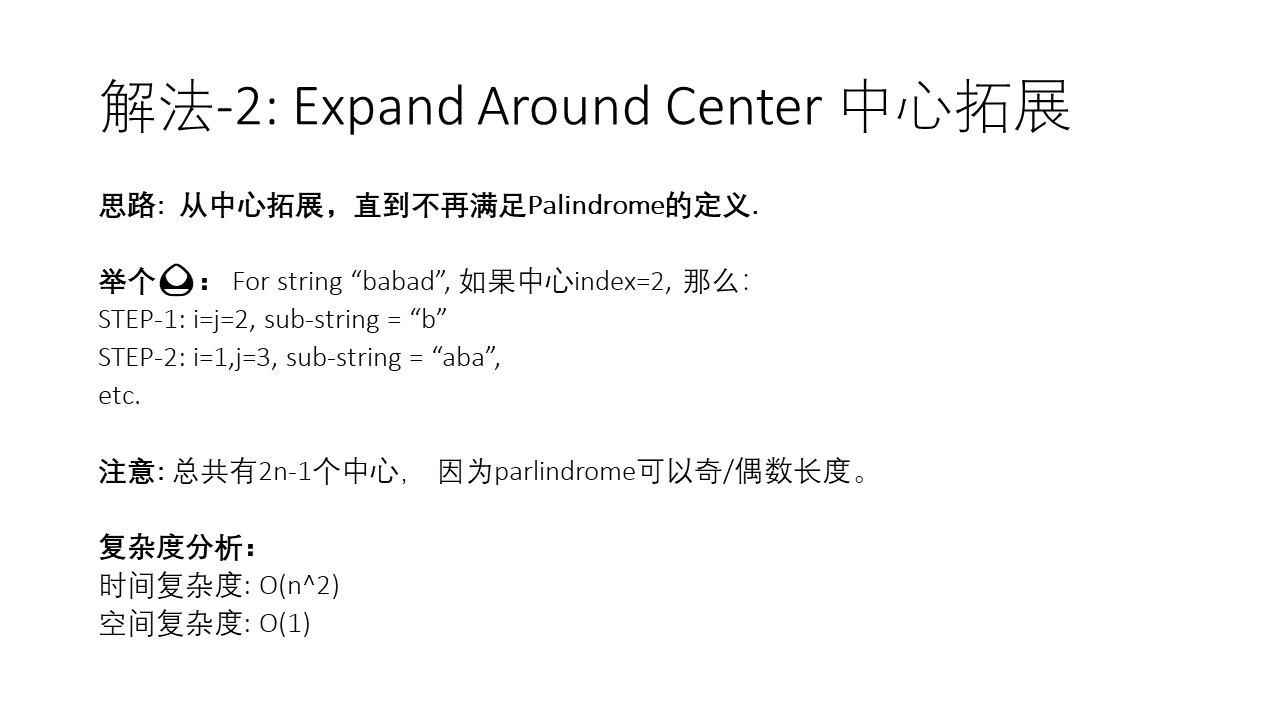 解法-2: Expand Around Center 中心拓展
思路: 从中心拓展，直到不再满足Palindrome的定义.
举个🍙： For string “babad”, 如果中心index=2, 那么:
STEP-1: i=j=2, sub-string = “b”
STEP-2: i=1,j=3, sub-string = “aba”,
etc.
注意: 总共有2n-1个中心, 因为parlindrome可以奇/偶数长度。
复杂度分析：
时间复杂度: O(n^2)
空间复杂度: O(1)